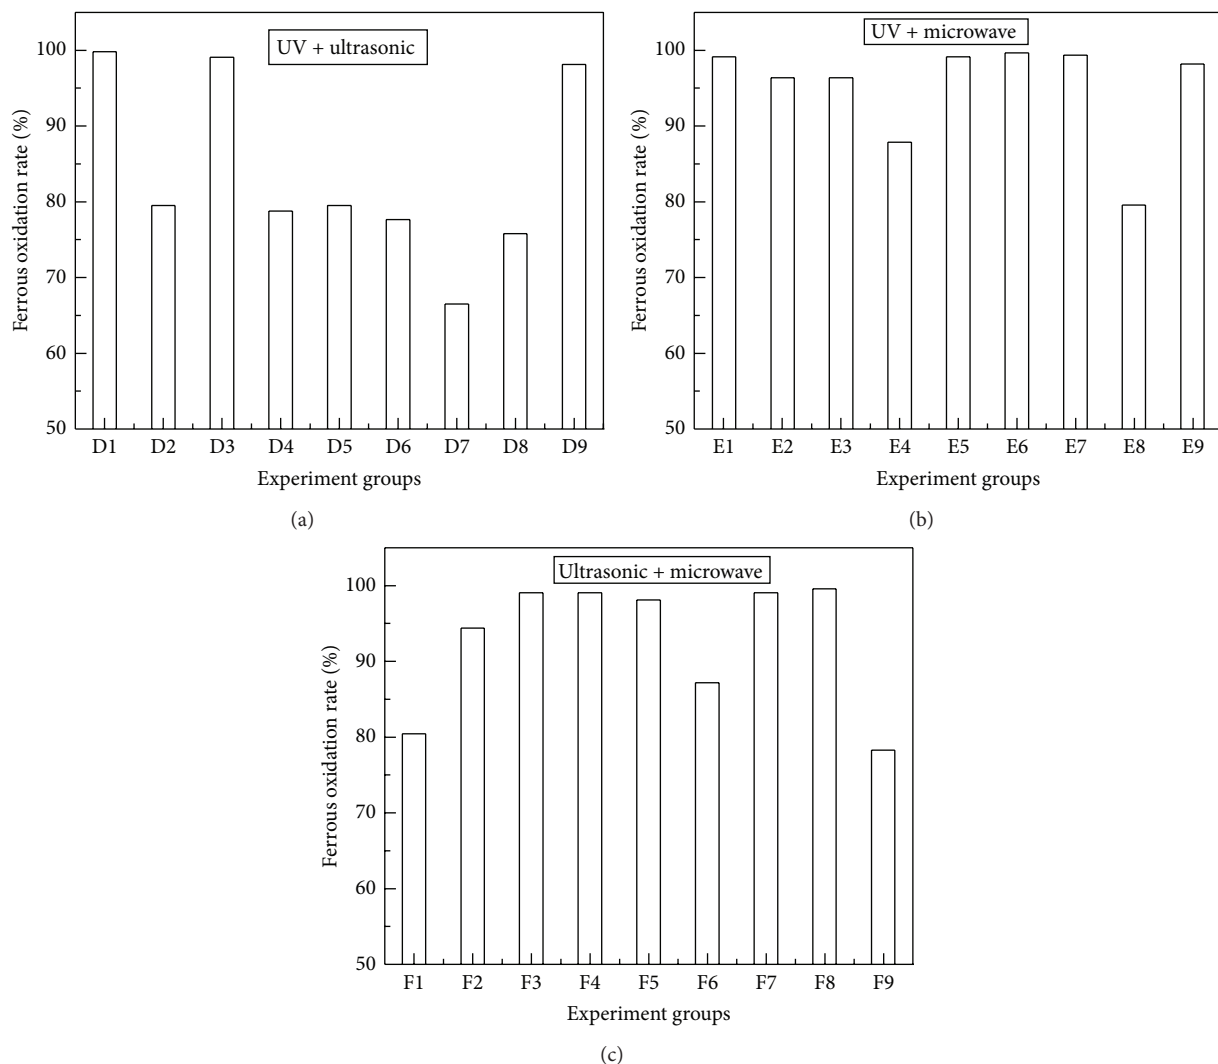 UV + ultrasonic
Ferrous oxidation rate (%)
100
90
80
70
60
50
D1 D2 D3 D4 D5 D6 D7 D8 D9
Experiment groups
(a)
UV + microwave
Ferrous oxidation rate (%)
100
90
80
70
60
50
E1 E2 E3 E4 E5 E6 E7 E8 E9
Experiment groups
(b)
Ultrasonic + microwave
Ferrous oxidation rate (%)
100
90
80
70
60
50
F1 F2 F3 F4 F5 F6 F7 F8 F9
Experiment groups
(c)